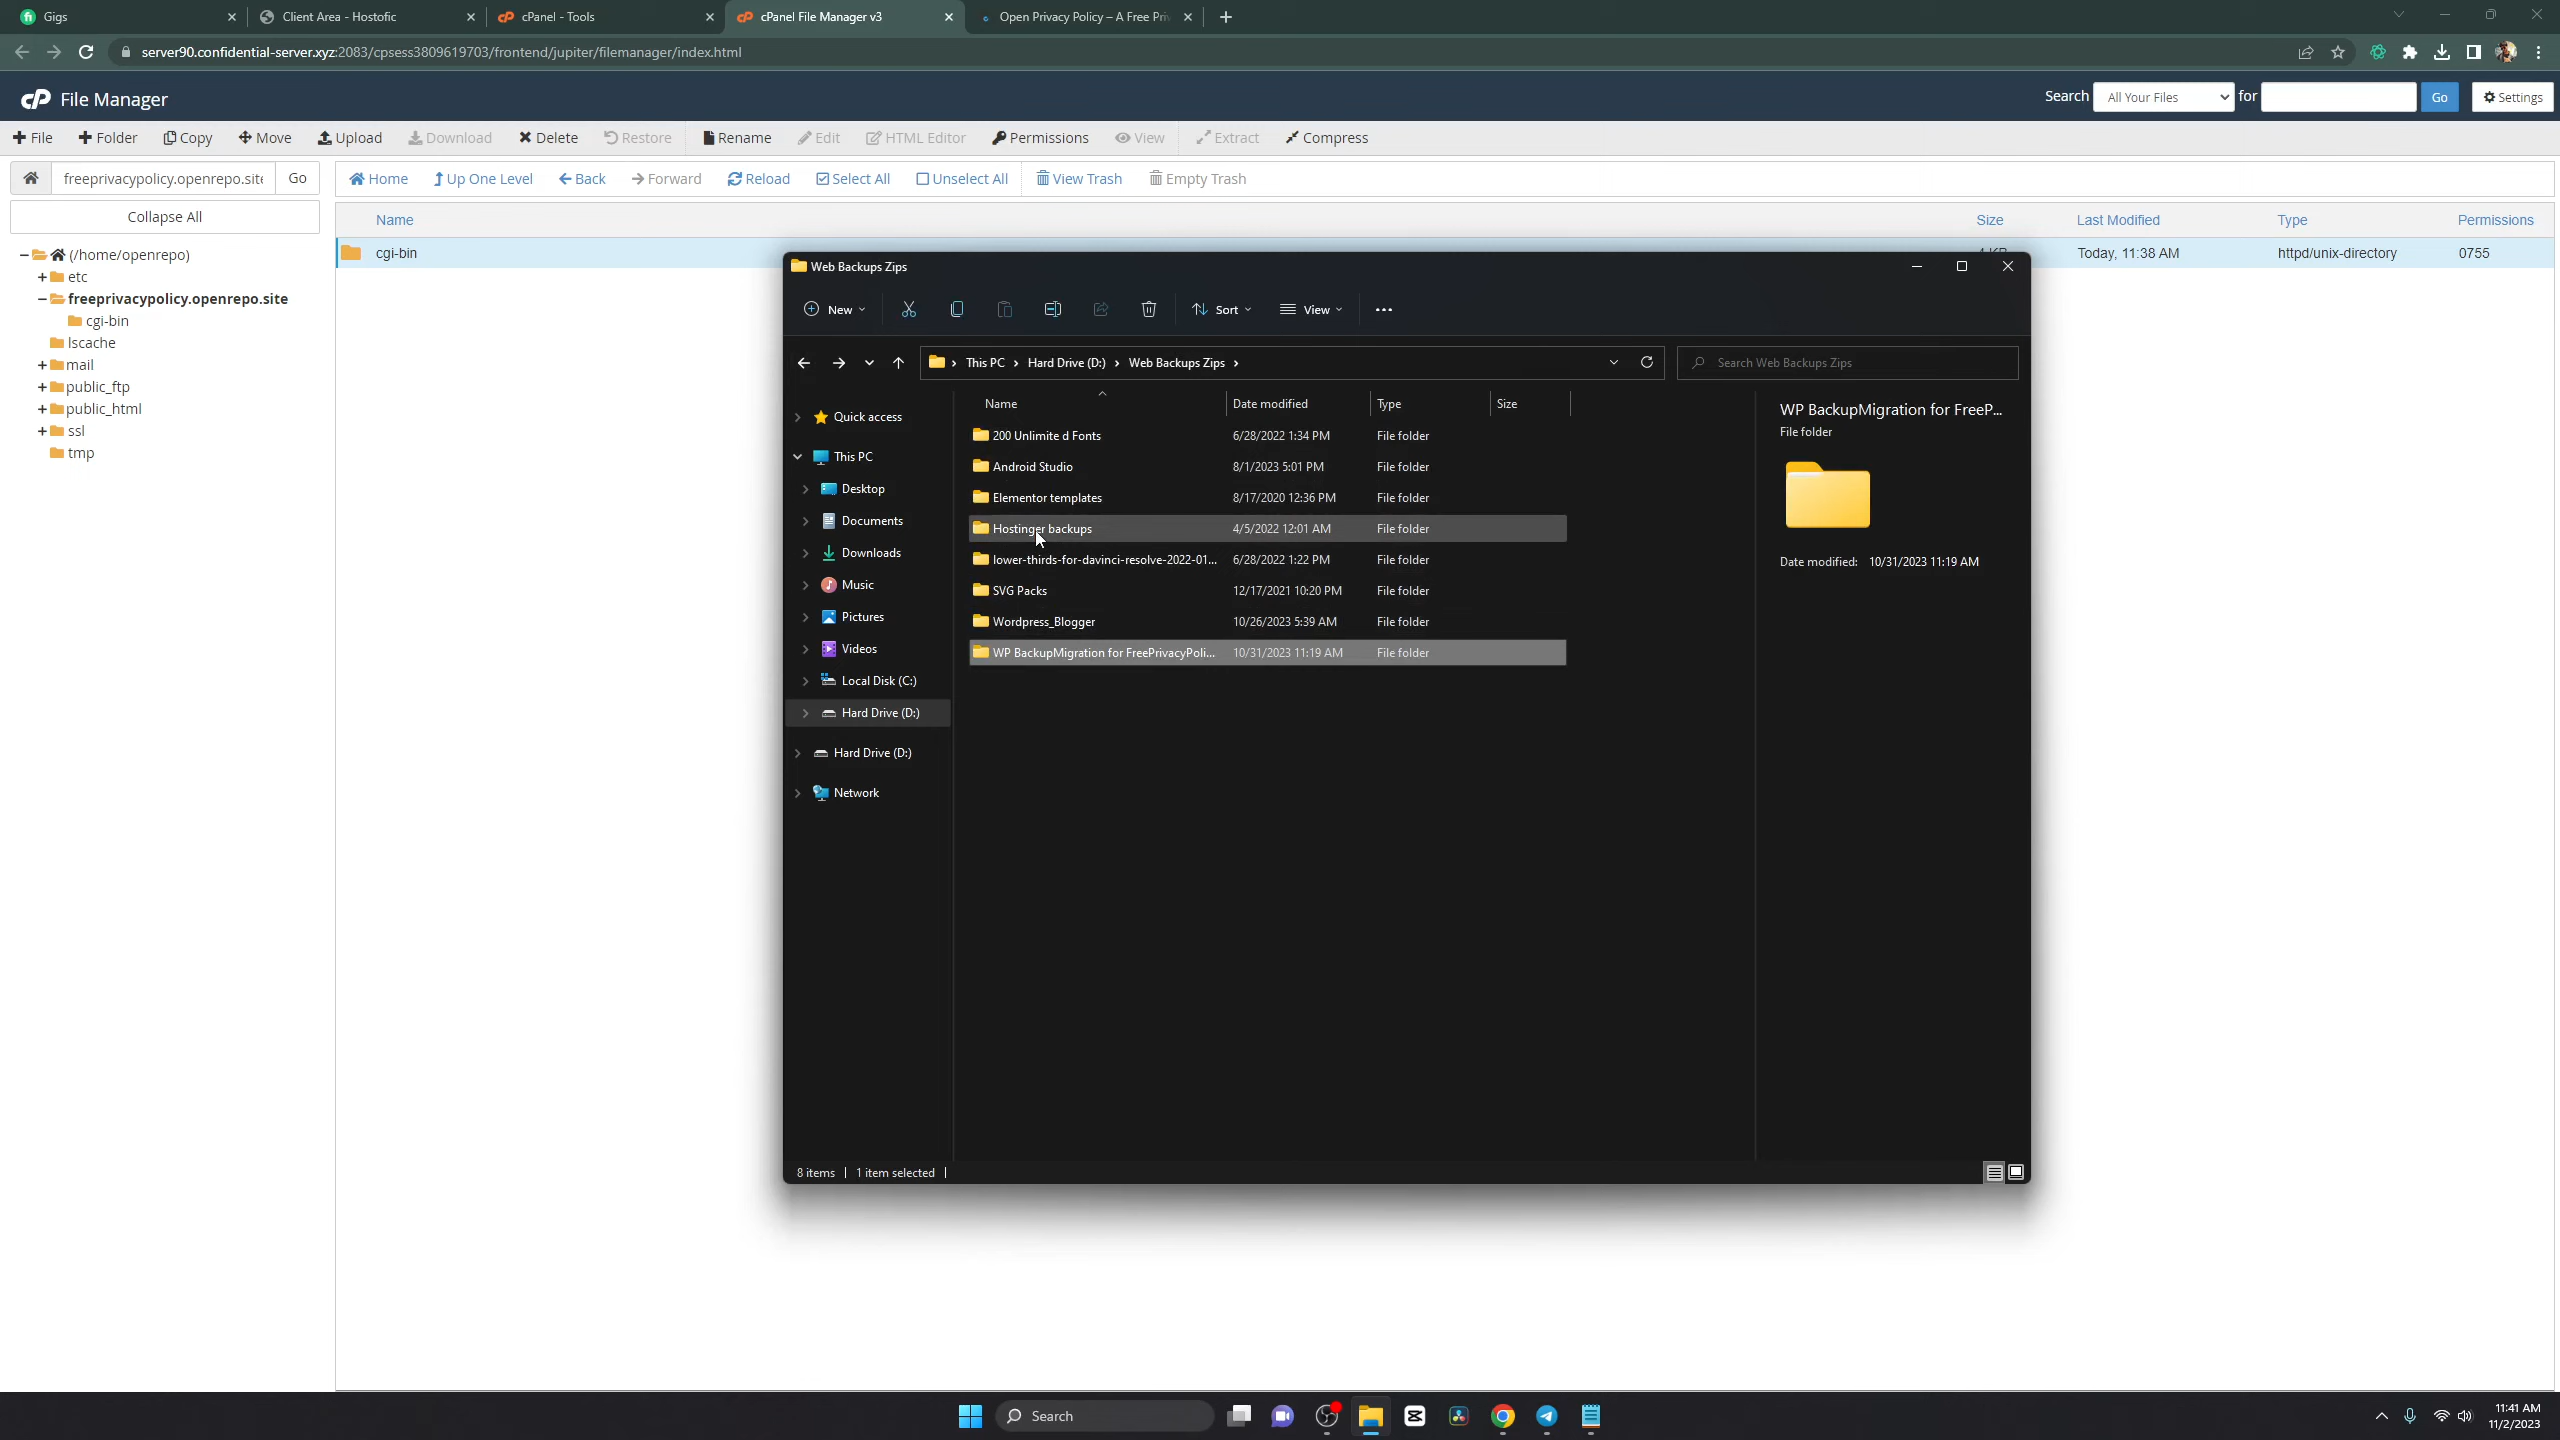 Gigs
Client Area - Hostofic
cPanel - Tools
cPanel File Manager v3
Open Privacy Policy – A Free Pri
server90.confidential-server.xyz:2083/cpsess3809619703/frontend/jupiter/filemanager/index.html
cP File Manager
Search All Your Files for Go Settings
File Folder Copy Move Upload Download Delete Restore Rename Edit HTML Editor Permissions View Extract Compress
freeprivacypolicy.openrepo.site Go
Home Up One Level Back Forward Reload Select All Unselect All View Trash Empty Trash
Collapse All
Name Size Last Modified Type Permissions
cgi-bin 4 KB Today, 11:38 AM httpd/unix-directory 0755
(/home/openrepo)
etc
freeprivacypolicy.openrepo.site
cgi-bin
lscache
mail
public_ftp
public_html
ssl
tmp
Web Backups Zips
New Sort View
This PC Hard Drive (D:) Web Backups Zips
Search Web Backups Zips
Quick access
This PC
Desktop
Documents
Downloads
Music
Pictures
Videos
Local Disk (C:)
Hard Drive (D:)
Hard Drive (D:)
Network
Name Date modified Type Size
200 Unlimite d Fonts 6/28/2022 1:34 PM File folder
Android Studio 8/1/2023 5:01 PM File folder
Elementor templates 8/17/2020 12:36 PM File folder
Hostinger backups 4/5/2022 12:01 AM File folder
lower-thirds-for-davinci-resolve-2022-01... 6/28/2022 1:22 PM File folder
SVG Packs 12/17/2021 10:20 PM File folder
Wordpress_Blogger 10/26/2023 5:39 AM File folder
WP BackupMigration for FreePrivacyPoli... 10/31/2023 11:19 AM File folder
WP BackupMigration for FreeP...
File folder
Date modified: 10/31/2023 11:19 AM
8 items 1 item selected
Search
11:41 AM
11/2/2023